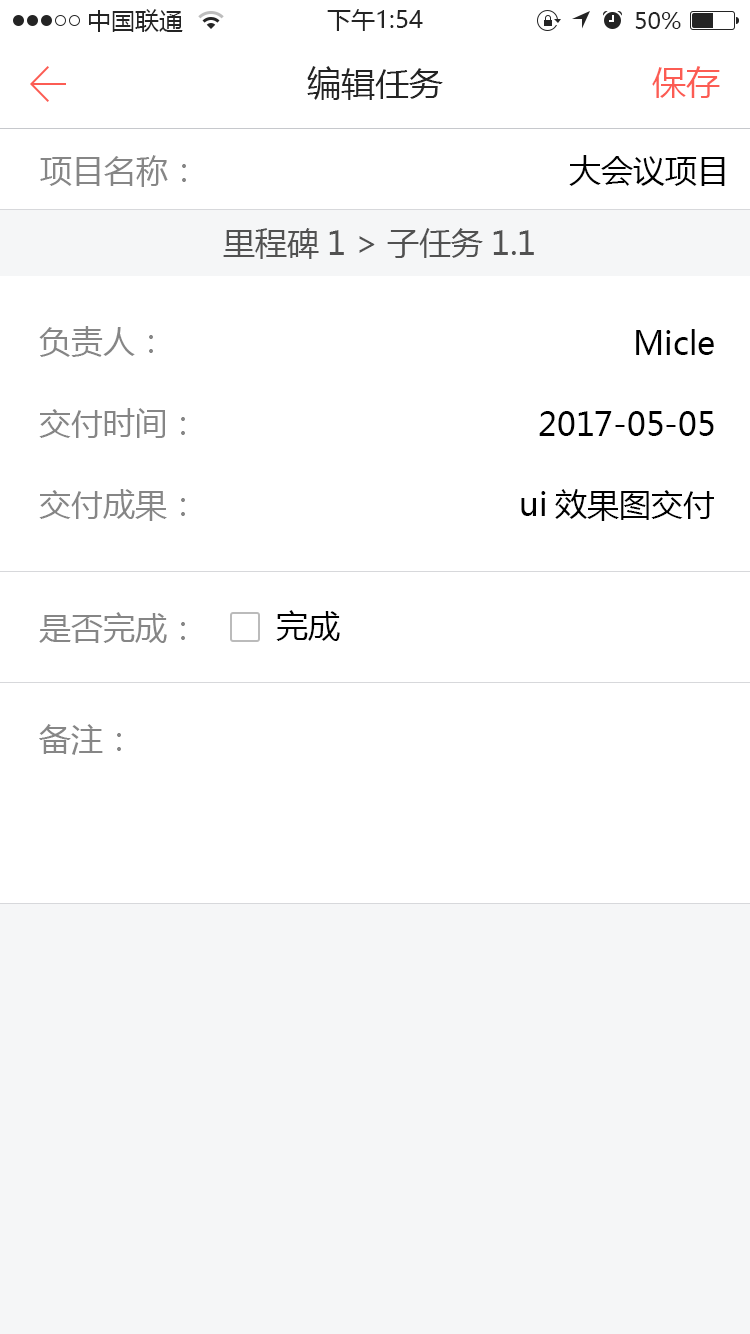 中国联通 下午1:54 50%
编辑任务 保存
项目名称： 大会议项目
里程碑 1 > 子任务 1.1
负责人： Micle
交付时间： 2017-05-05
交付成果： ui 效果图交付
是否完成： 完成
备注：